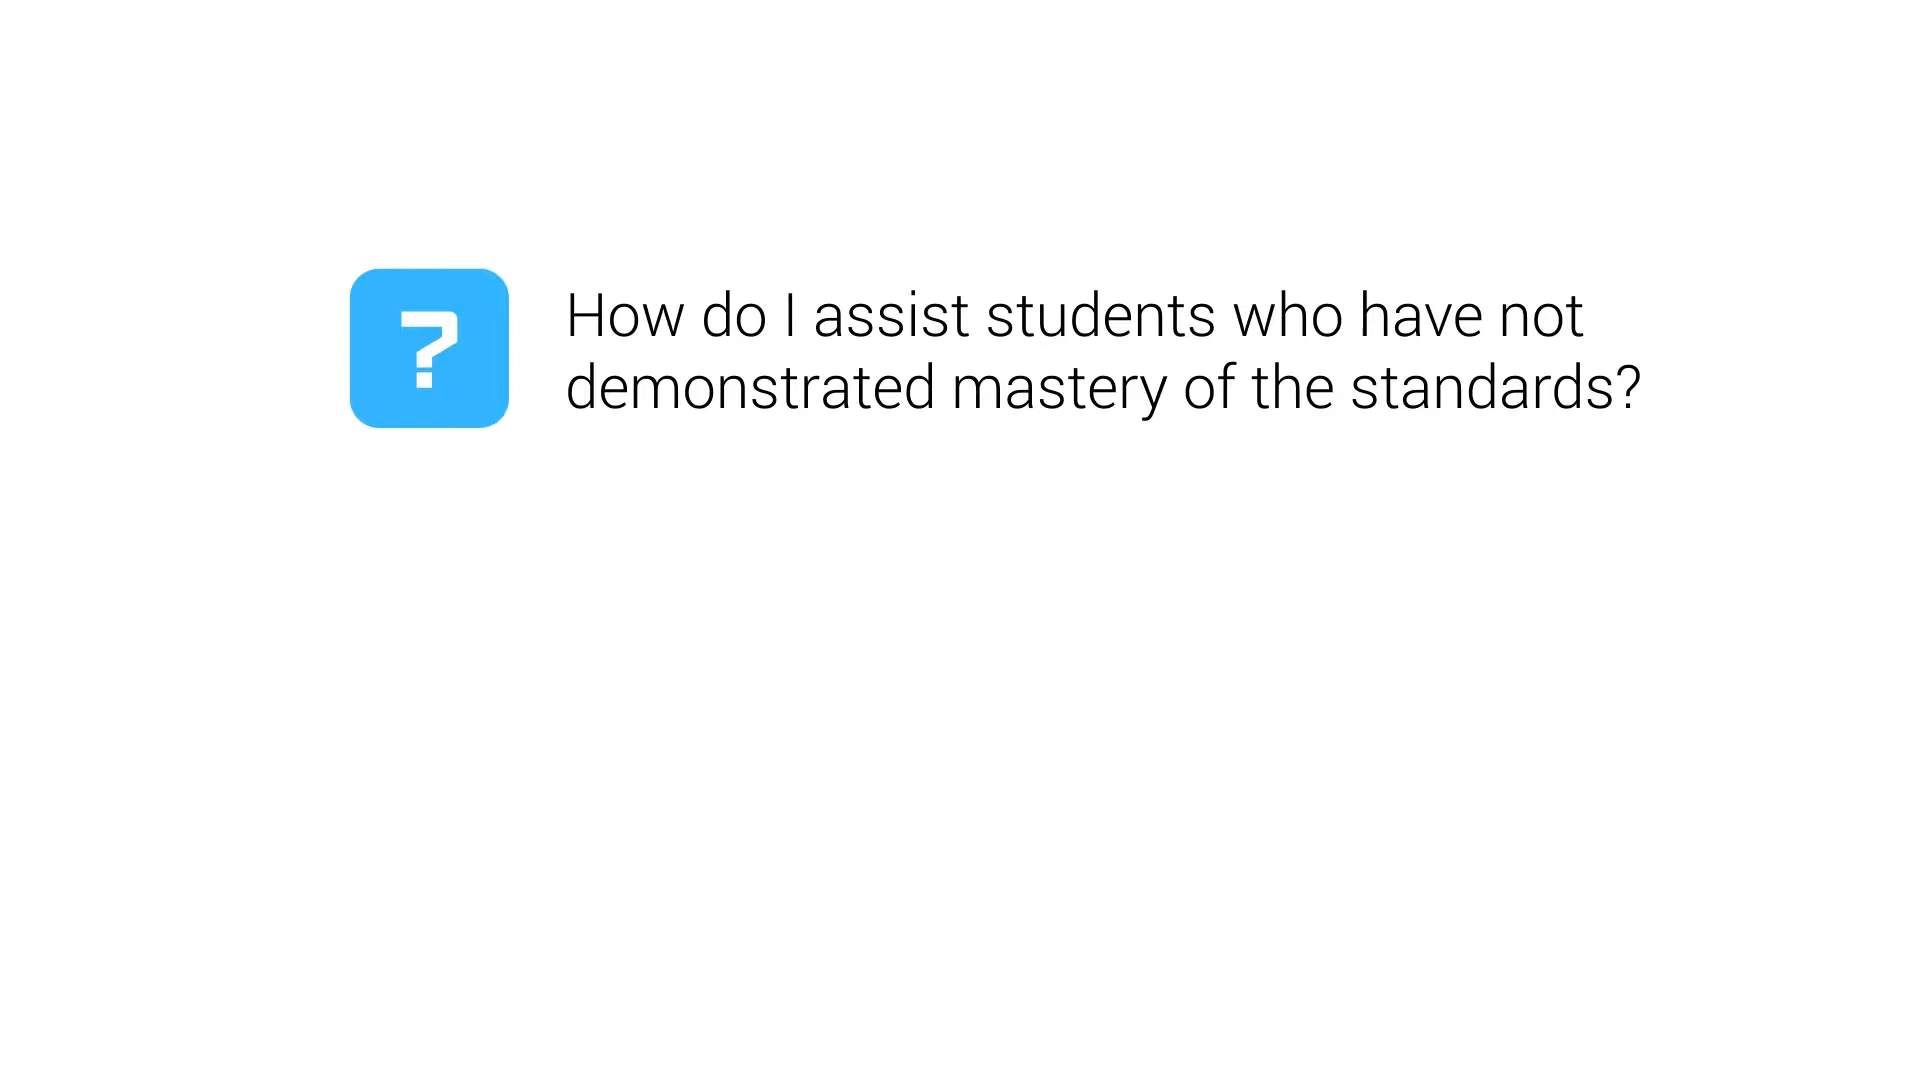 ?
How do I assist students who have not
demonstrated mastery of the standards?